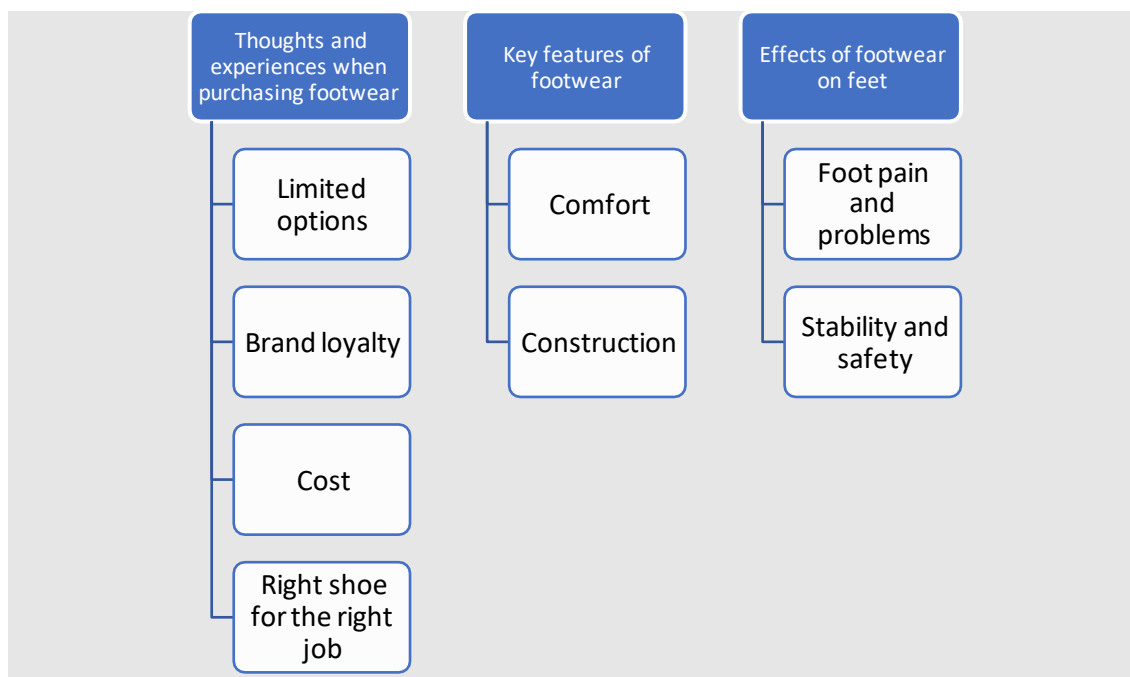 Thoughts and
experiences when
purchasing footwear
Limited
options
Brand loyalty
Cost
Right shoe
for the right
job
Key features of
footwear
Comfort
Construction
Effects of footwear
on feet
Foot pain
and
problems
Stability and
safety